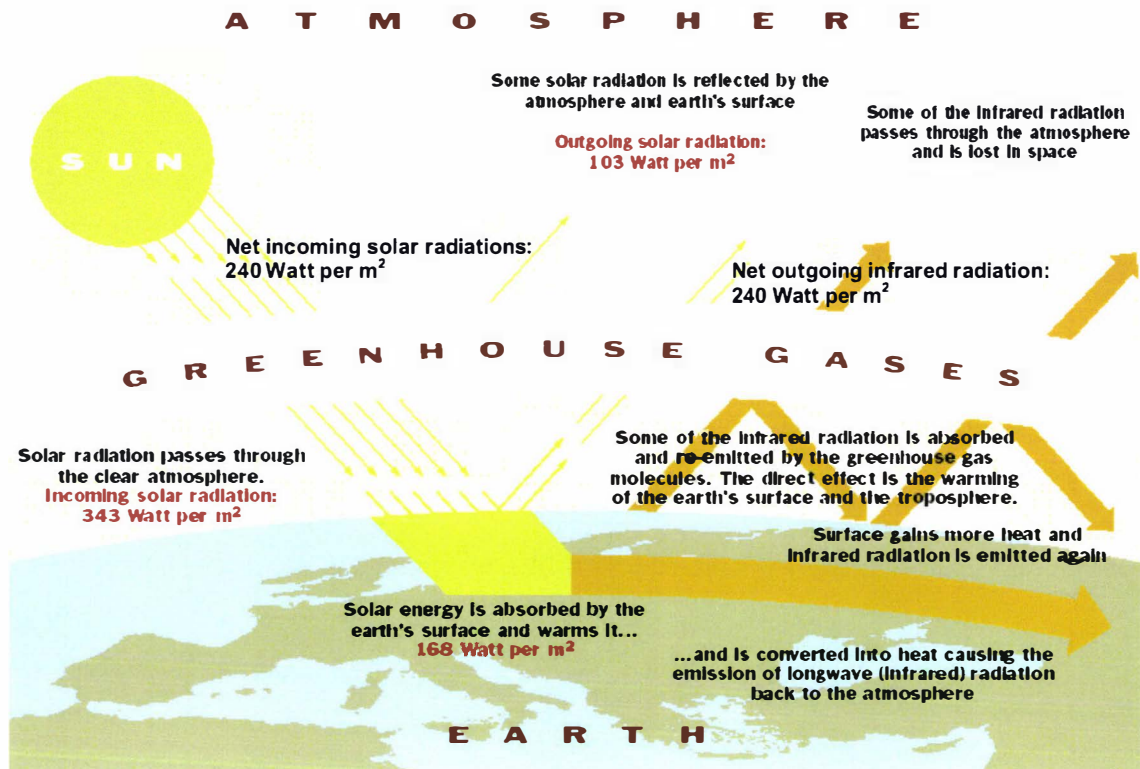 ATMOSPHERE
Some solar radiation is reflected by the
atmosphere and earth's surface
Outgoing solar radiation:
103 Watt per m²
Some of the infrared radiation
passes through the atmosphere
and is lost in space
SUN
Net incoming solar radiations:
240 Watt per m²
Net outgoing infrared radiation:
240 Watt per m²
GREENHOUSE GASES
Solar radiation passes through
the clear atmosphere.
Incoming solar radiation:
343 Watt per m²
Some of the infrared radiation is absorbed
and re-emitted by the greenhouse gas
molecules. The direct effect is the warming
of the earth's surface and the troposphere.
Surface gains more heat and
infrared radiation is emitted again
Solar energy is absorbed by the
earth's surface and warms it...
168 Watt per m²
...and is converted into heat causing the
emission of longwave (infrared) radiation
back to the atmosphere
EARTH